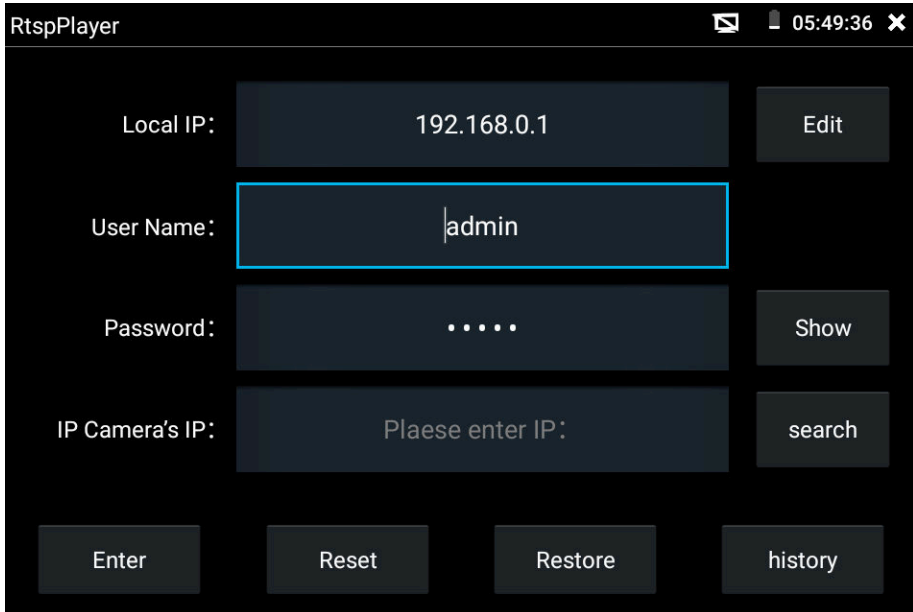 RtspPlayer 05:49:36
Local IP: 192.168.0.1 Edit
User Name: admin
Password: ••••• Show
IP Camera's IP: Plaese enter IP: search
Enter Reset Restore history